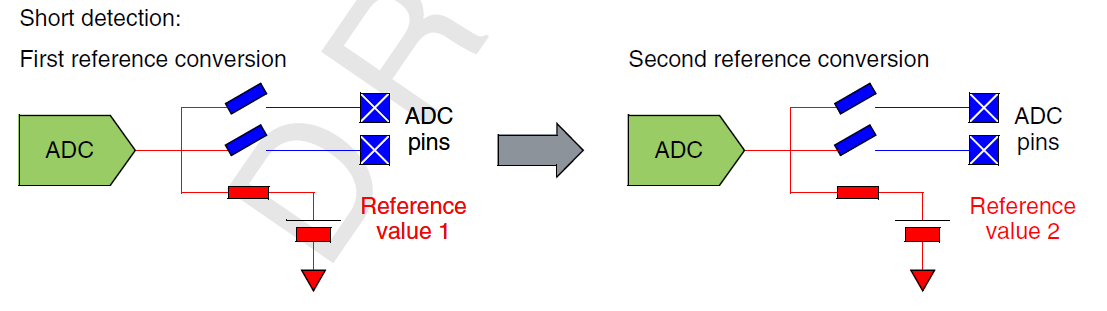 Short detection:
First reference conversion
Second reference conversion
ADC
ADC
pins
Reference
value 1
ADC
ADC
pins
Reference
value 2
DR